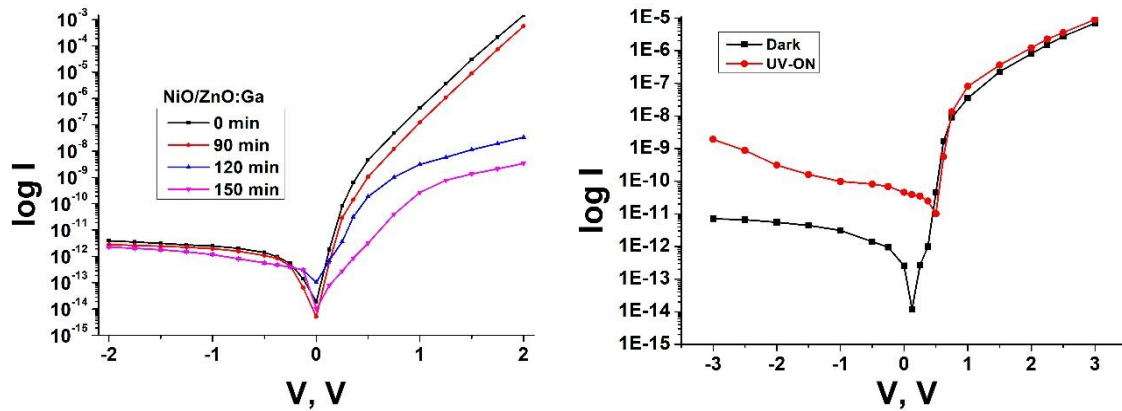 10⁻³
10⁻⁴
10⁻⁵
10⁻⁶
10⁻⁷
10⁻⁸
10⁻⁹
10⁻¹⁰
10⁻¹¹
10⁻¹²
10⁻¹³
10⁻¹⁴
10⁻¹⁵
log I
NiO/ZnO:Ga
0 min
90 min
120 min
150 min
-2 -1 0 1 2
V, V
1E-5
1E-6
1E-7
1E-8
1E-9
1E-10
1E-11
1E-12
1E-13
1E-14
1E-15
log I
Dark
UV-ON
-3 -2 -1 0 1 2 3
V, V